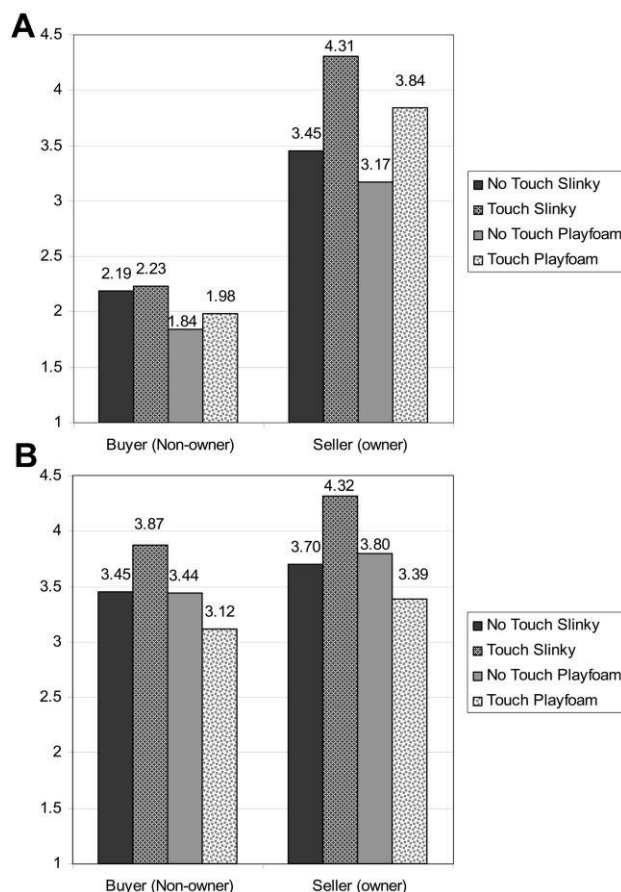 A
4.5
4
3.5
3
2.5
2
1.5
1
2.19
2.23
1.84
1.98
3.45
4.31
3.17
3.84
Buyer (Non-owner)
Seller (owner)
No Touch Slinky
Touch Slinky
No Touch Playfoam
Touch Playfoam
B
4.5
4
3.5
3
2.5
2
1.5
1
3.45
3.87
3.44
3.12
3.70
4.32
3.80
3.39
Buyer (Non-owner)
Seller (owner)
No Touch Slinky
Touch Slinky
No Touch Playfoam
Touch Playfoam